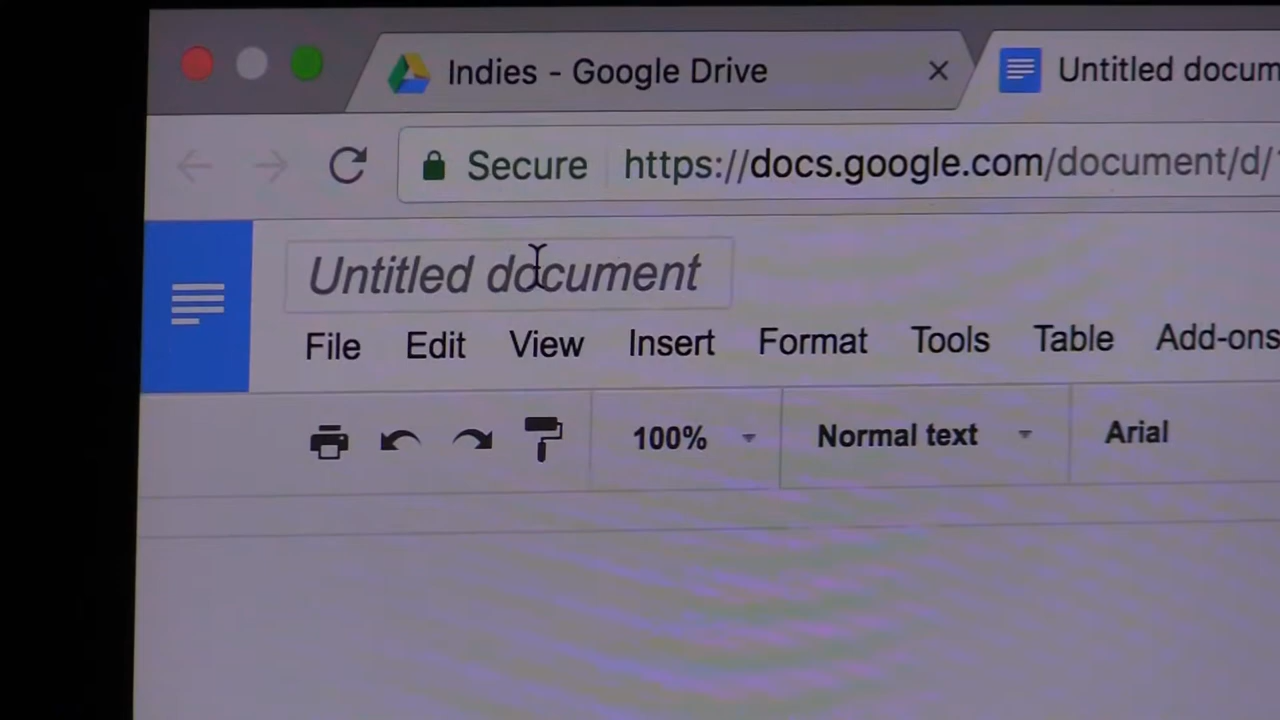 Indies - Google Drive
Untitled docum
Secure https://docs.google.com/document/d/
Untitled document
File Edit View Insert Format Tools Table Add-ons
100% Normal text Arial